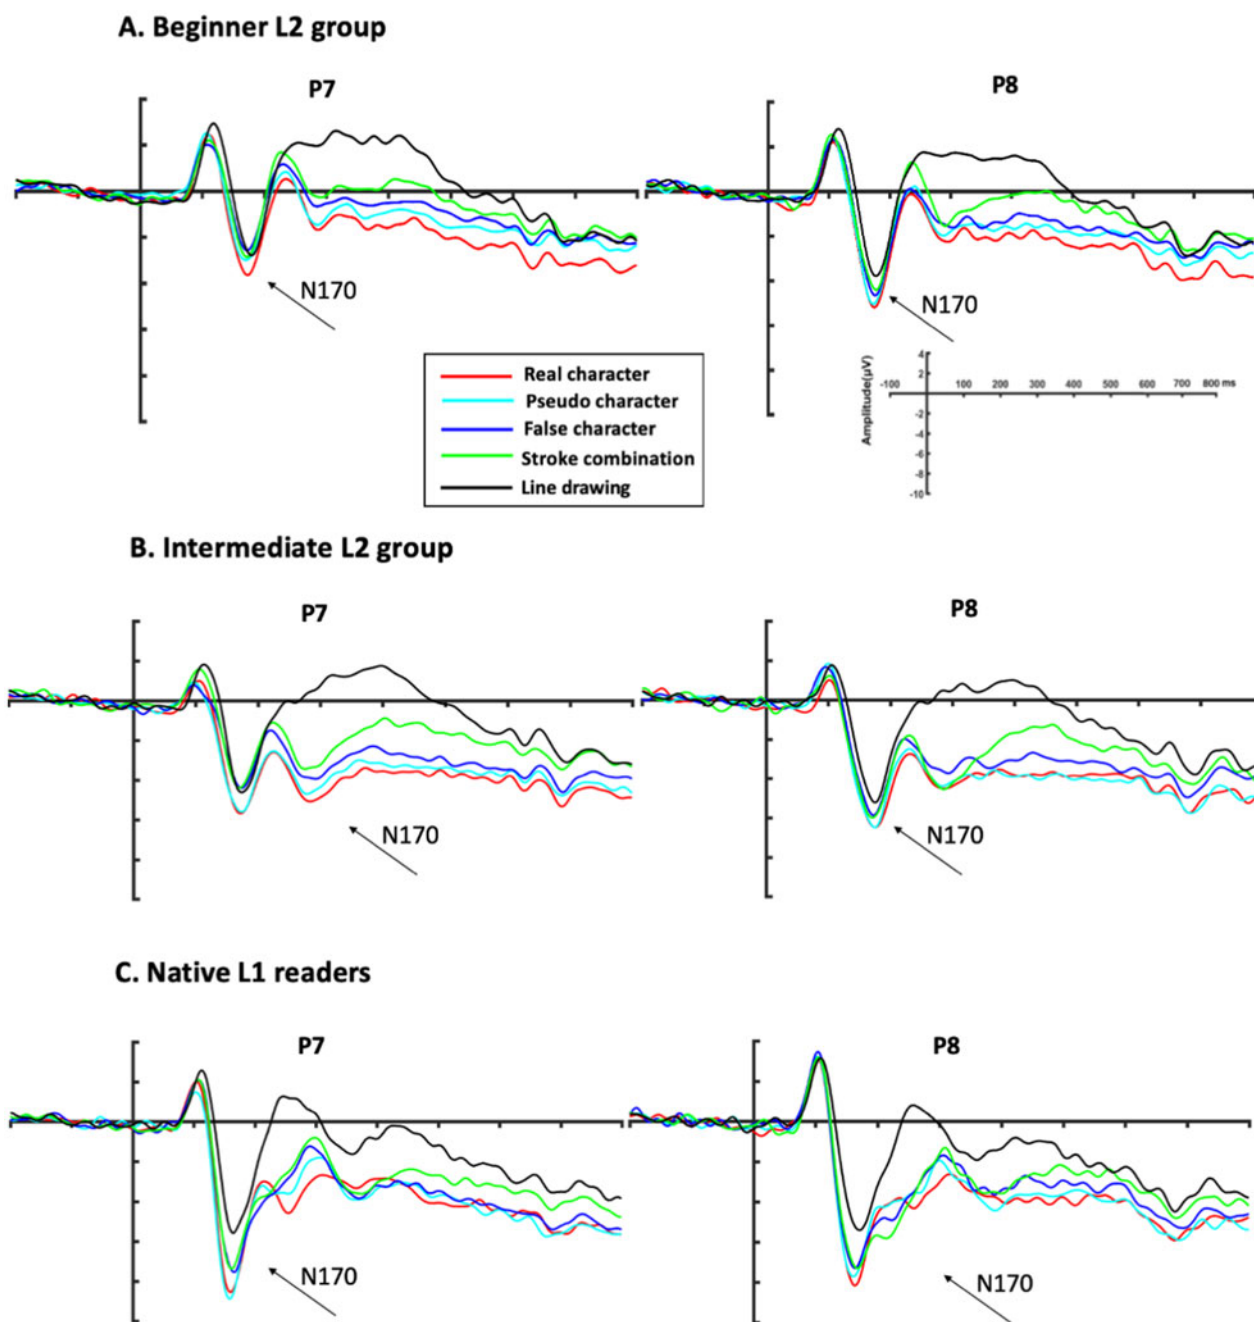 A. Beginner L2 group
P7
P8
N170
N170
Real character
Pseudo character
False character
Stroke combination
Line drawing
Amplitude(μV)
4
2
-100 100 200 300 400 500 600 700 800 ms
-2
-4
-6
-8
-10
B. Intermediate L2 group
P7
P8
N170
N170
C. Native L1 readers
P7
P8
N170
N170